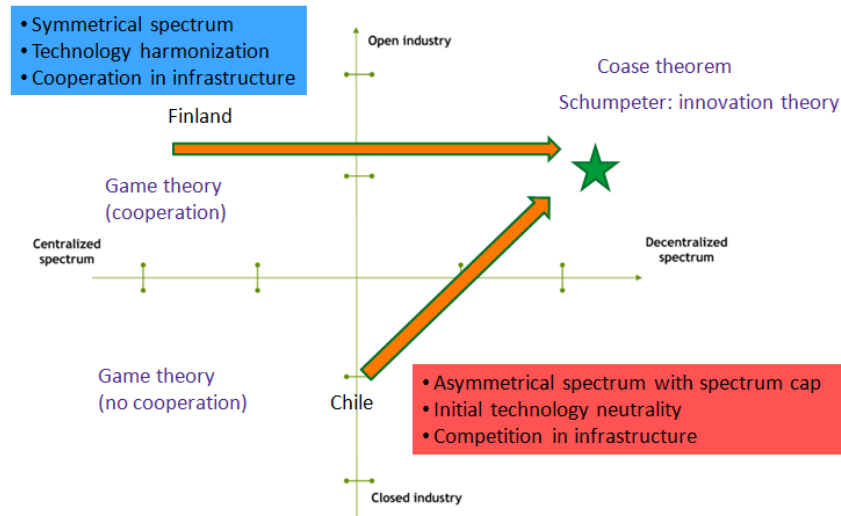 • Symmetrical spectrum
• Technology harmonization
• Cooperation in infrastructure
Open industry
Coase theorem
Schumpeter: innovation theory
Finland
Game theory
(cooperation)
Centralized
spectrum
Decentralized
spectrum
Game theory
(no cooperation)
Chile
• Asymmetrical spectrum with spectrum cap
• Initial technology neutrality
• Competition in infrastructure
Closed industry